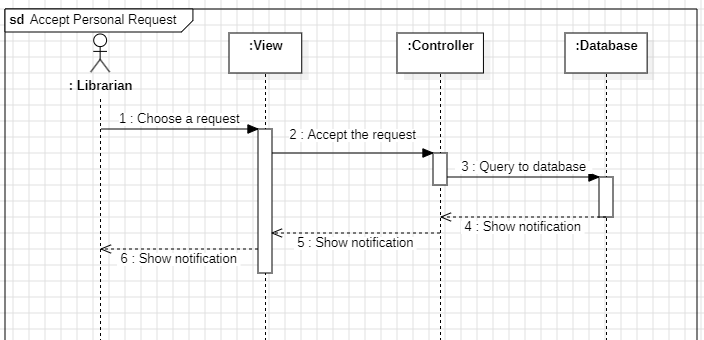 sd Accept Personal Request
:View
:Controller
:Database
: Librarian
1 : Choose a request
2 : Accept the request
3 : Query to database
4 : Show notification
5 : Show notification
6 : Show notification